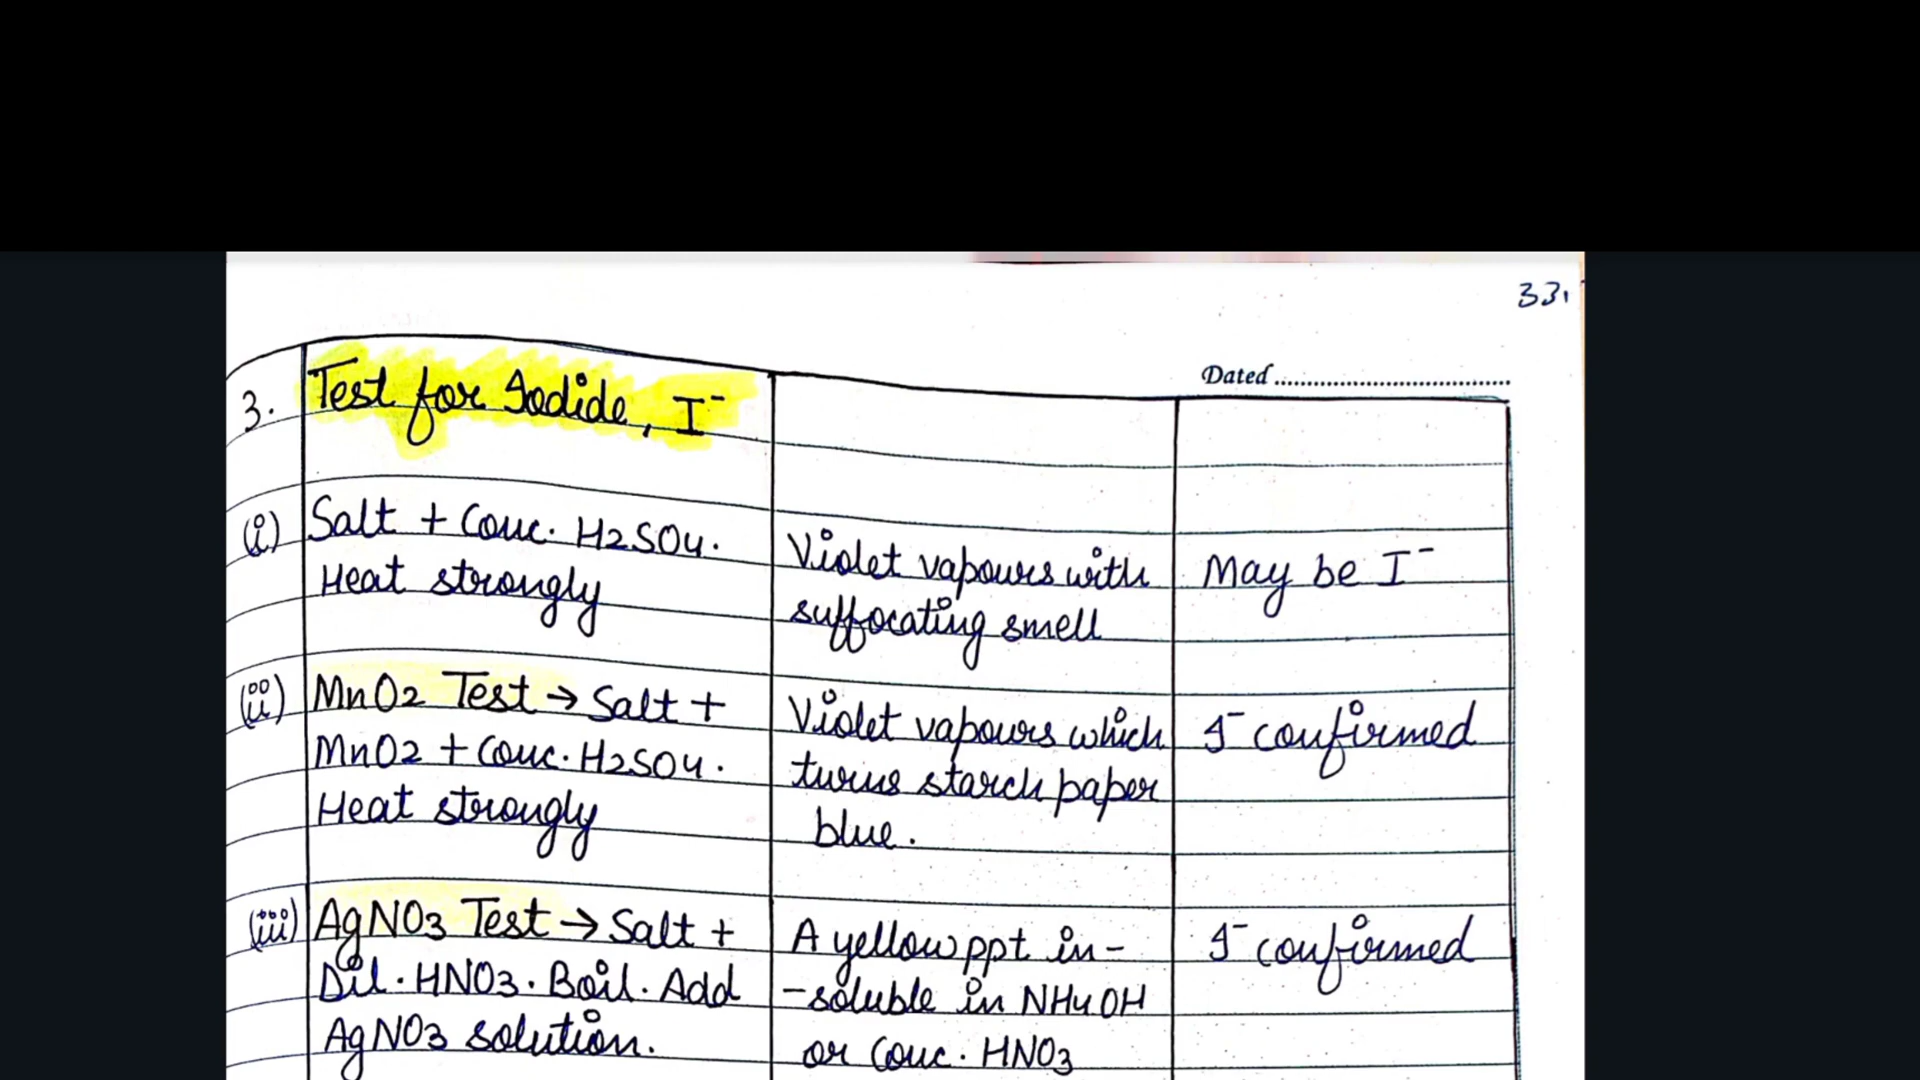 33.
Dated
3. Test for Iodide, I⁻
(i) Salt + Conc. H2SO4.
Heat strongly
Violet vapours with
suffocating smell
May be I⁻
(ii) MnO2 Test → Salt +
MnO2 + Conc. H2SO4.
Heat strongly
Violet vapours which
turns starch paper
blue.
I⁻ confirmed
(iii) AgNO3 Test → Salt +
Dil. HNO3. Boil. Add
AgNO3 solution.
A yellow ppt in-
-soluble in NH4OH
or Conc. HNO3
I⁻ confirmed